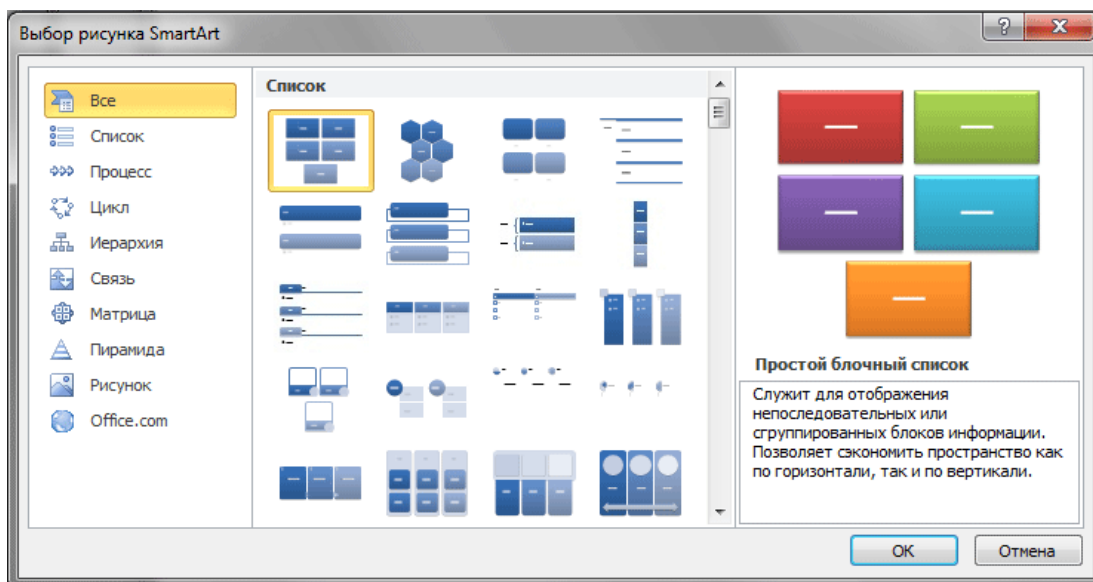 Выбор рисунка SmartArt
Все
Список
Процесс
Цикл
Иерархия
Связь
Матрица
Пирамида
Рисунок
Office.com
Список
Простой блочный список
Служит для отображения
непоследовательных или
сгруппированных блоков информации.
Позволяет сэкономить пространство как
по горизонтали, так и по вертикали.
ОК
Отмена